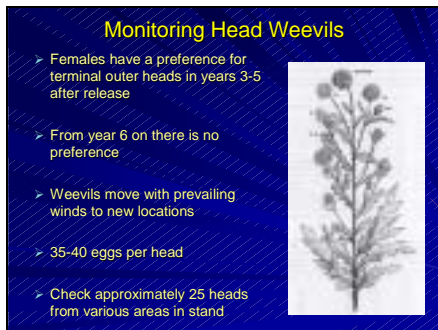 Monitoring Head Weevils
➢ Females have a preference for
terminal outer heads in years 3-5
after release
➢ From year 6 on there is no
preference
➢ Weevils move with prevailing
winds to new locations
➢ 35-40 eggs per head
➢ Check approximately 25 heads
from various areas in stand